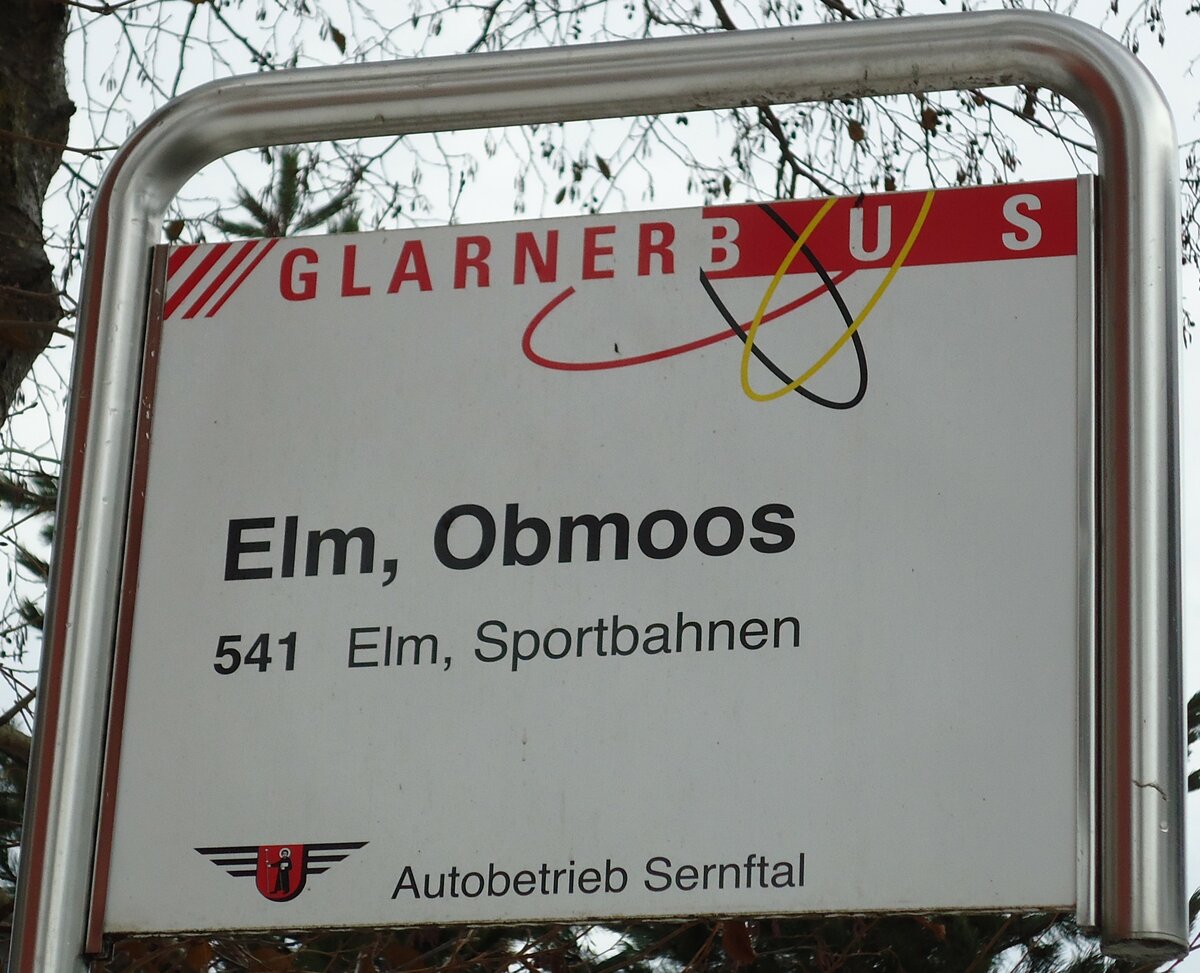 GLARNERBUS
Elm, Obmoos
541 Elm, Sportbahnen
Autobetrieb Sernftal